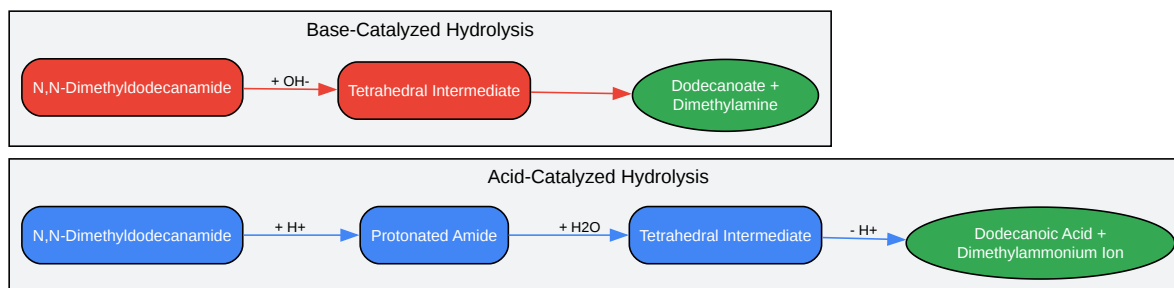 Base-Catalyzed Hydrolysis
N,N-Dimethyldodecanamide
+ OH-
Tetrahedral Intermediate
Dodecanoate +
Dimethylamine
Acid-Catalyzed Hydrolysis
N,N-Dimethyldodecanamide
+ H+
Protonated Amide
+ H2O
Tetrahedral Intermediate
- H+
Dodecanoic Acid +
Dimethylammonium Ion